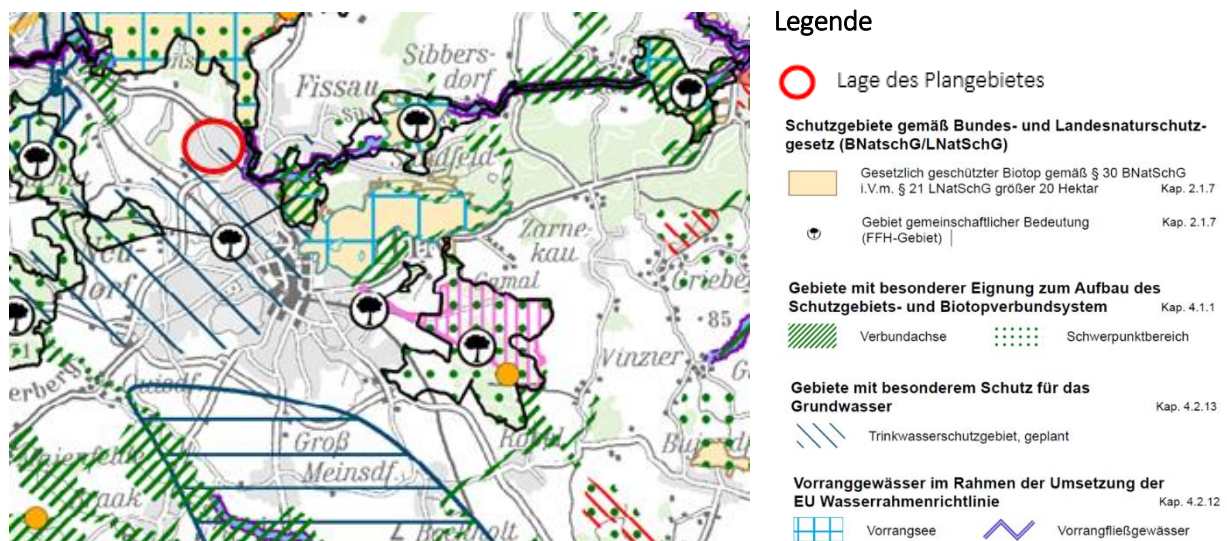 Fissau
Sibbers-
dorf
Zarne-
kau
85
Vinzier
71
Groß
Meinsdf.
Legende
Lage des Plangebietes
Schutzgebiete gemäß Bundes- und Landesnaturschutz-
gesetz (BNatschG/LNatSchG)
Gesetzlich geschützter Biotop gemäß § 30 BNatSchG
i.V.m. § 21 LNatSchG größer 20 Hektar Kap. 2.1.7
Gebiet gemeinschaftlicher Bedeutung Kap. 2.1.7
(FFH-Gebiet)
Gebiete mit besonderer Eignung zum Aufbau des
Schutzgebiets- und Biotopverbundsystem Kap. 4.1.1
Verbundachse Schwerpunktbereich
Gebiete mit besonderem Schutz für das
Grundwasser Kap. 4.2.13
Trinkwasserschutzgebiet, geplant
Vorranggewässer im Rahmen der Umsetzung der
EU Wasserrahmenrichtlinie Kap. 4.2.12
Vorrangsee Vorrangfließgewässer